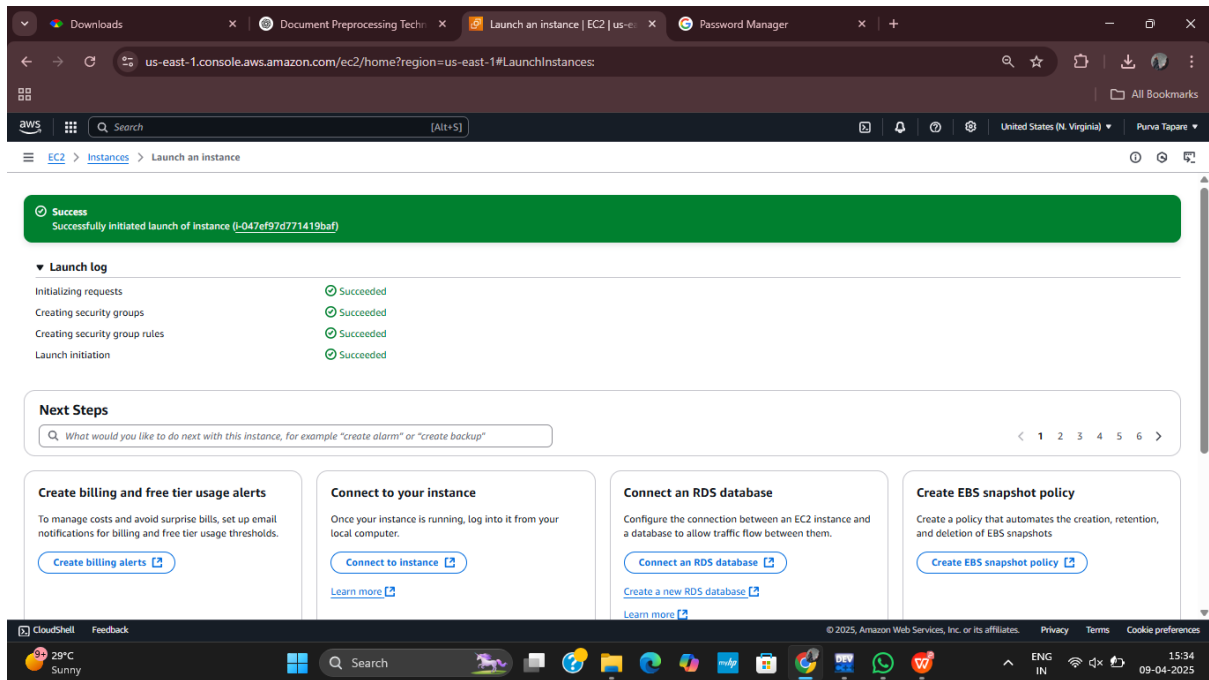 Downloads
Document Preprocessing Techn
Launch an instance | EC2 | us-ea
Password Manager
us-east-1.console.aws.amazon.com/ec2/home?region=us-east-1#LaunchInstances:
All Bookmarks
aws
Search
[Alt+S]
United States (N. Virginia)
Purva Tapare
EC2 > Instances > Launch an instance
Success
Successfully initiated launch of instance (i-047ef97d771419baf)
Launch log
Initializing requests Succeeded
Creating security groups Succeeded
Creating security group rules Succeeded
Launch initiation Succeeded
Next Steps
What would you like to do next with this instance, for example "create alarm" or "create backup"
< 1 2 3 4 5 6 >
Create billing and free tier usage alerts
To manage costs and avoid surprise bills, set up email
notifications for billing and free tier usage thresholds.
Create billing alerts
Connect to your instance
Once your instance is running, log into it from your
local computer.
Connect to instance
Learn more
Connect an RDS database
Configure the connection between an EC2 instance and
a database to allow traffic flow between them.
Connect an RDS database
Create a new RDS database
Learn more
Create EBS snapshot policy
Create a policy that automates the creation, retention,
and deletion of EBS snapshots
Create EBS snapshot policy
CloudShell Feedback
© 2025, Amazon Web Services, Inc. or its affiliates. Privacy Terms Cookie preferences
9+
29°C
Sunny
Search
DEV
ENG
IN
15:34
09-04-2025